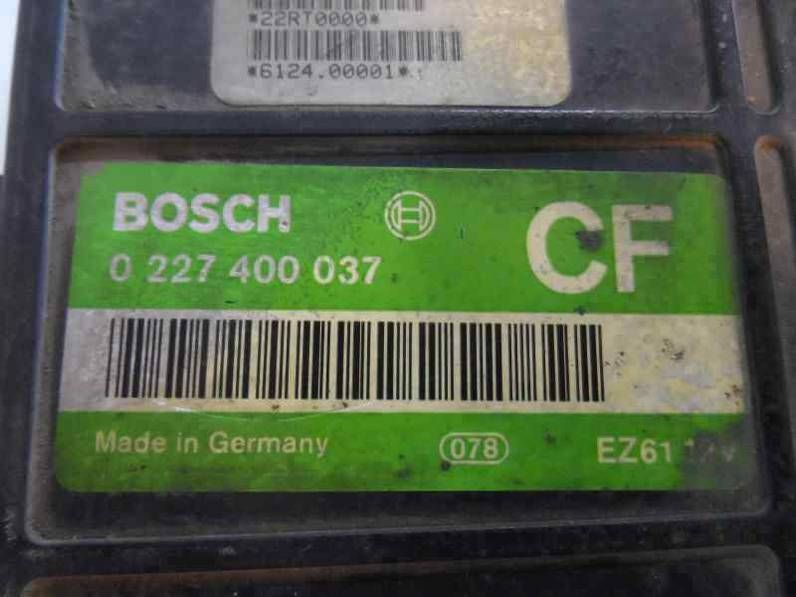 *22RT0000*
*6124.00001*
BOSCH
CF
0 227 400 037
Made in Germany
078
EZ61